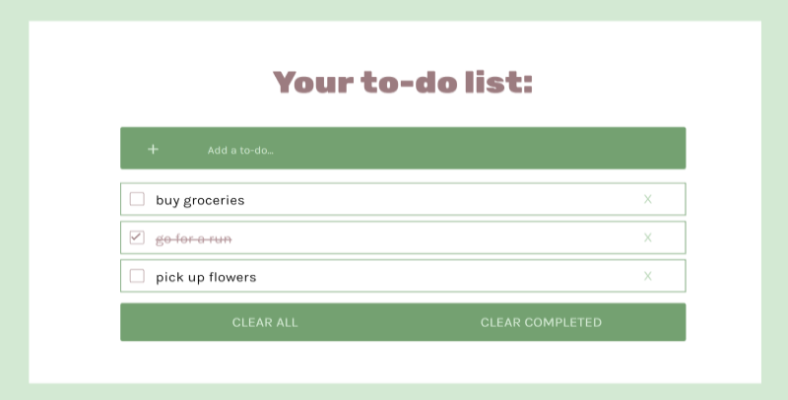 Your to-do list:
+ Add a to-do...
buy groceries X
go for a run X
pick up flowers X
CLEAR ALL CLEAR COMPLETED